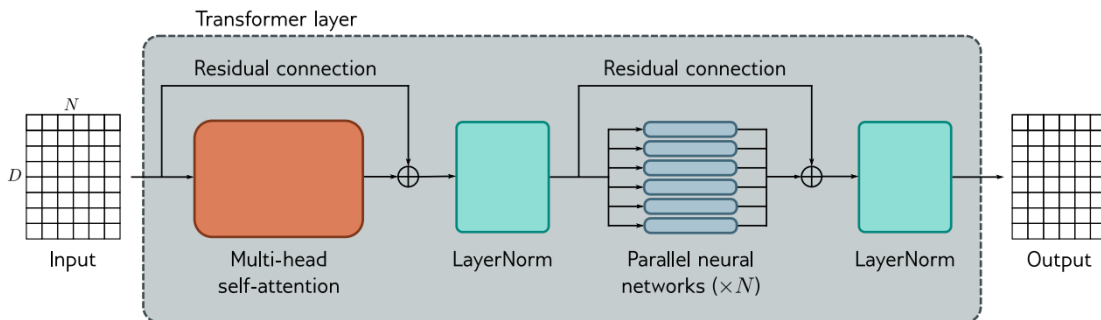 Transformer layer
Residual connection
Residual connection
N
D
Input
Multi-head
self-attention
LayerNorm
Parallel neural
networks (×N)
LayerNorm
Output